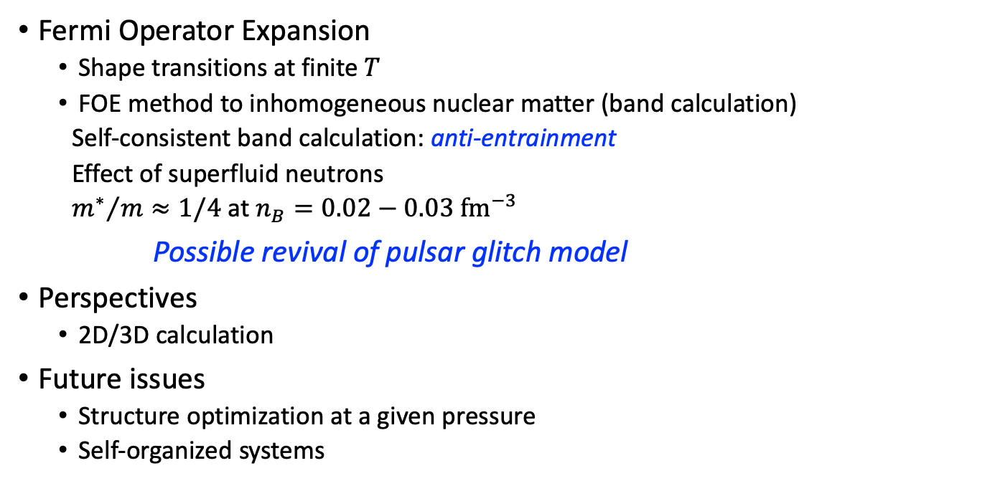 • Fermi Operator Expansion
• Shape transitions at finite T
• FOE method to inhomogeneous nuclear matter (band calculation)
Self-consistent band calculation: anti-entrainment
Effect of superfluid neutrons
m*/m ≈ 1/4 at n_B = 0.02 − 0.03 fm⁻³
Possible revival of pulsar glitch model
• Perspectives
• 2D/3D calculation
• Future issues
• Structure optimization at a given pressure
• Self-organized systems